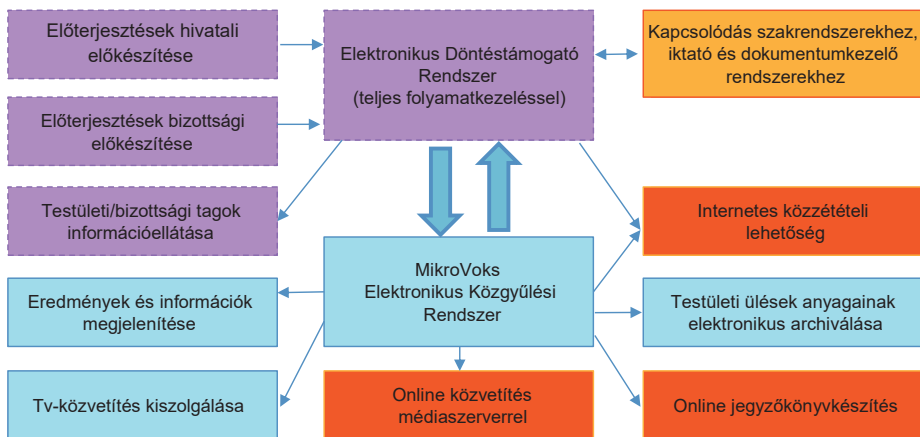 Előterjesztések hivatali
előkészítése
Elektronikus Döntéstámogató
Rendszer
(teljes folyamatkezeléssel)
Kapcsolódás szakrendszerekhez,
iktató és dokumentumkezelő
rendszerekhez
Előterjesztések bizottsági
előkészítése
Testületi/bizottsági tagok
információellátása
Internetes közzétételi
lehetőség
MikroVoks
Elektronikus Közgyűlési
Rendszer
Eredmények és információk
megjelenítése
Testületi ülések anyagainak
elektronikus archiválása
Tv-közvetítés kiszolgálása
Online közvetítés
médiaszerverrel
Online jegyzőkönyvkészítés